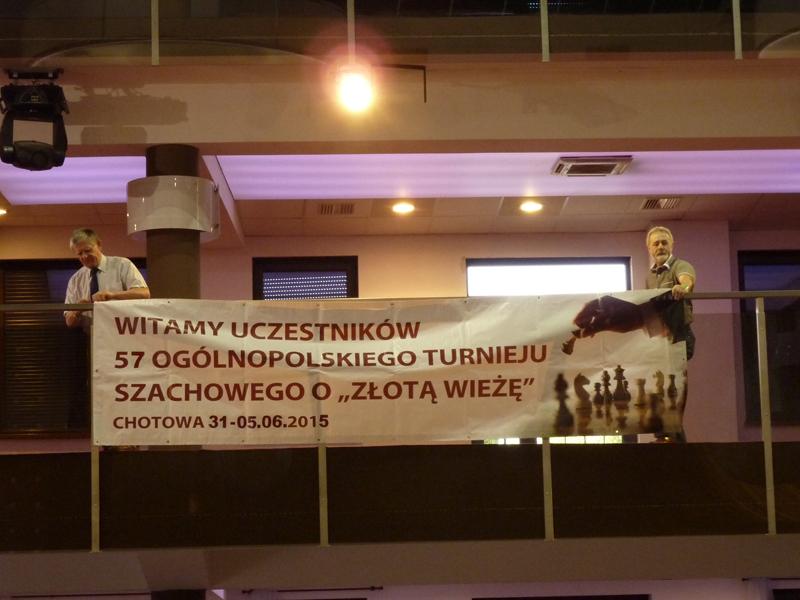 WITAMY UCZESTNIKÓW
57 OGÓLNOPOLSKIEGO TURNIEJU
SZACHOWEGO O „ZŁOTĄ WIEŻĘ”
CHOTOWA 31-05.06.2015